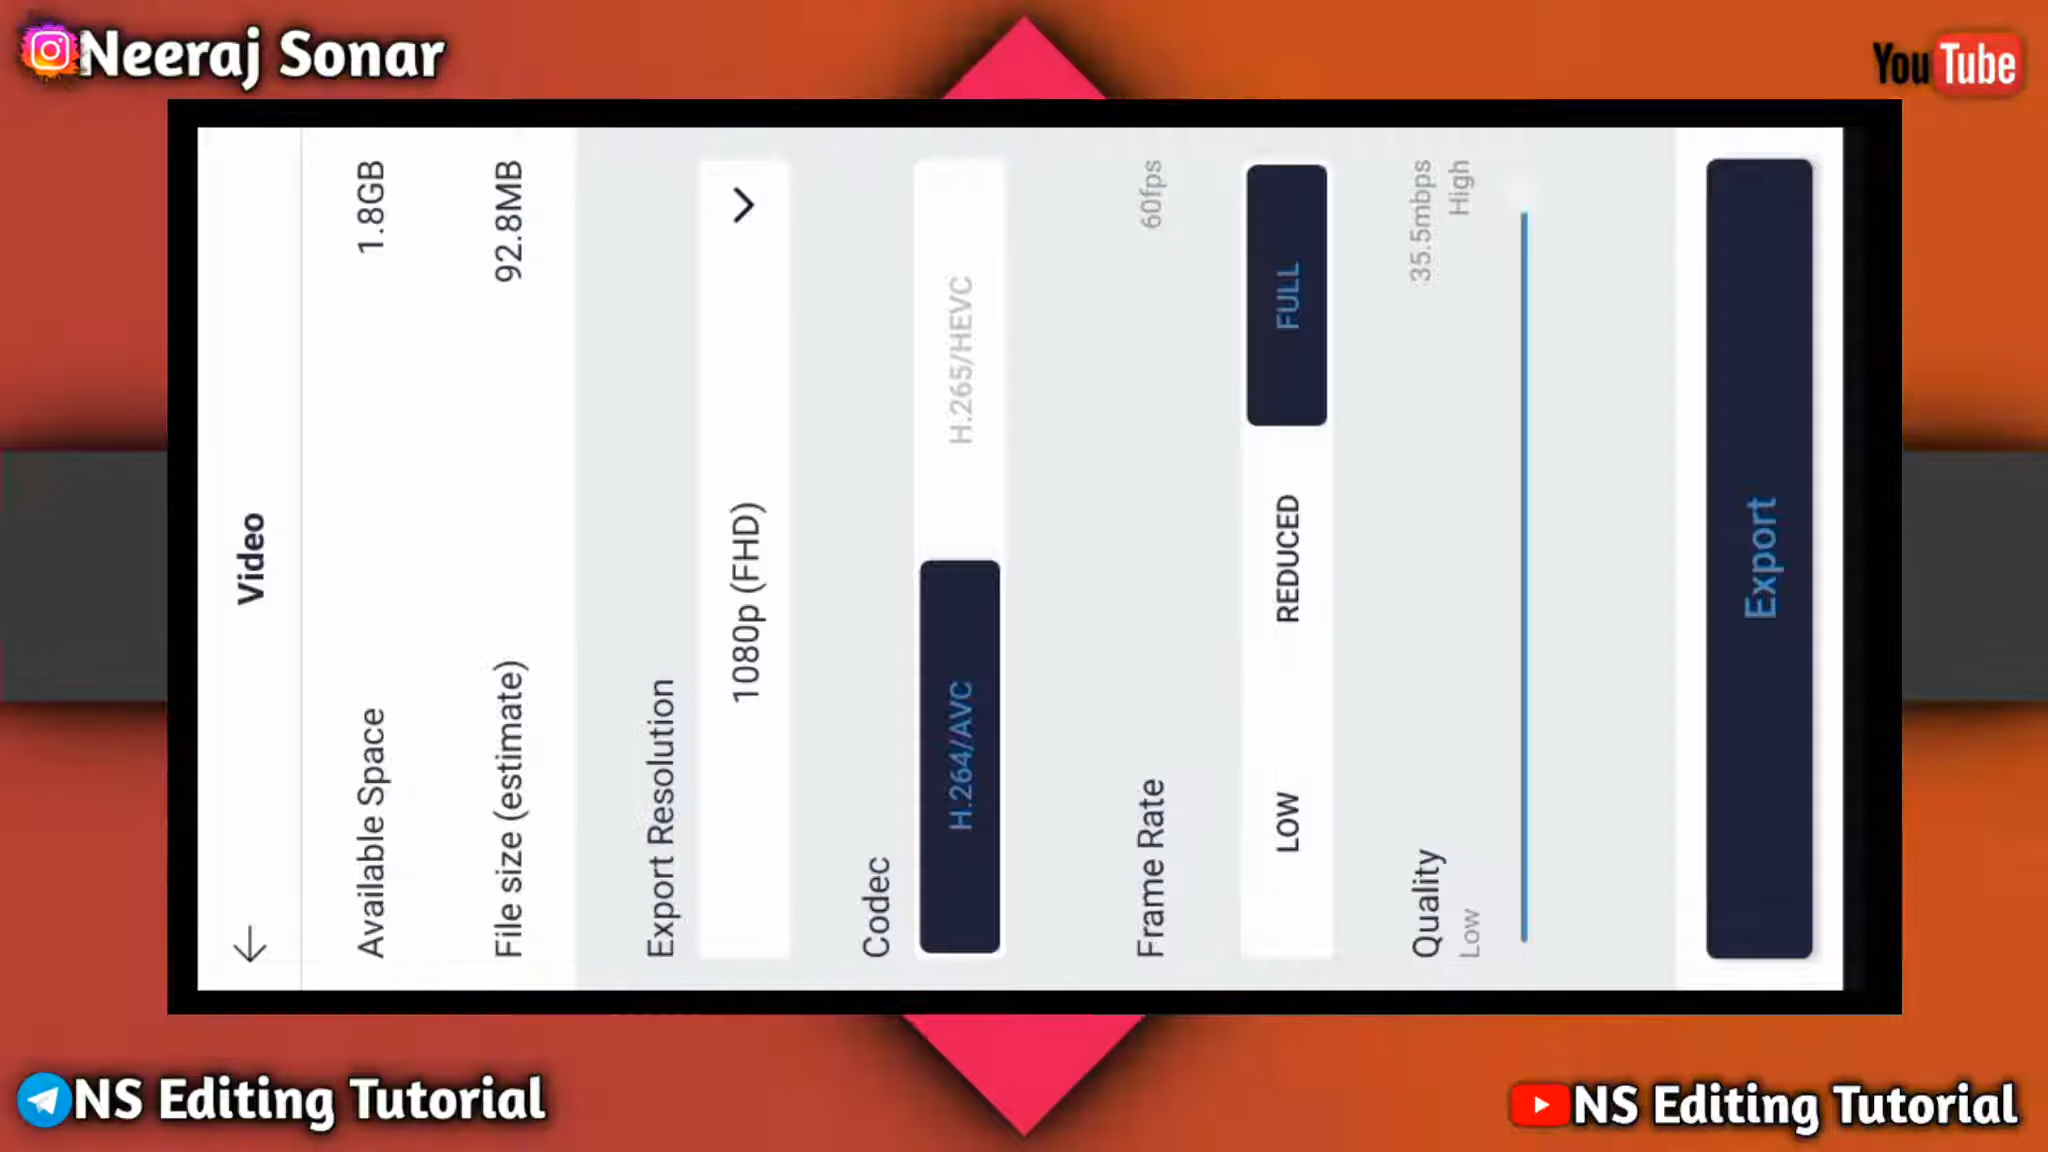 Neeraj Sonar
YouTube
Video
Available Space 1.8GB
File size (estimate) 92.8MB
Export Resolution
1080p (FHD)
Codec
H.264/AVC H.265/HEVC
Frame Rate 60fps
LOW REDUCED FULL
Quality 35.5mbps
Low High
Export
NS Editing Tutorial
NS Editing Tutorial